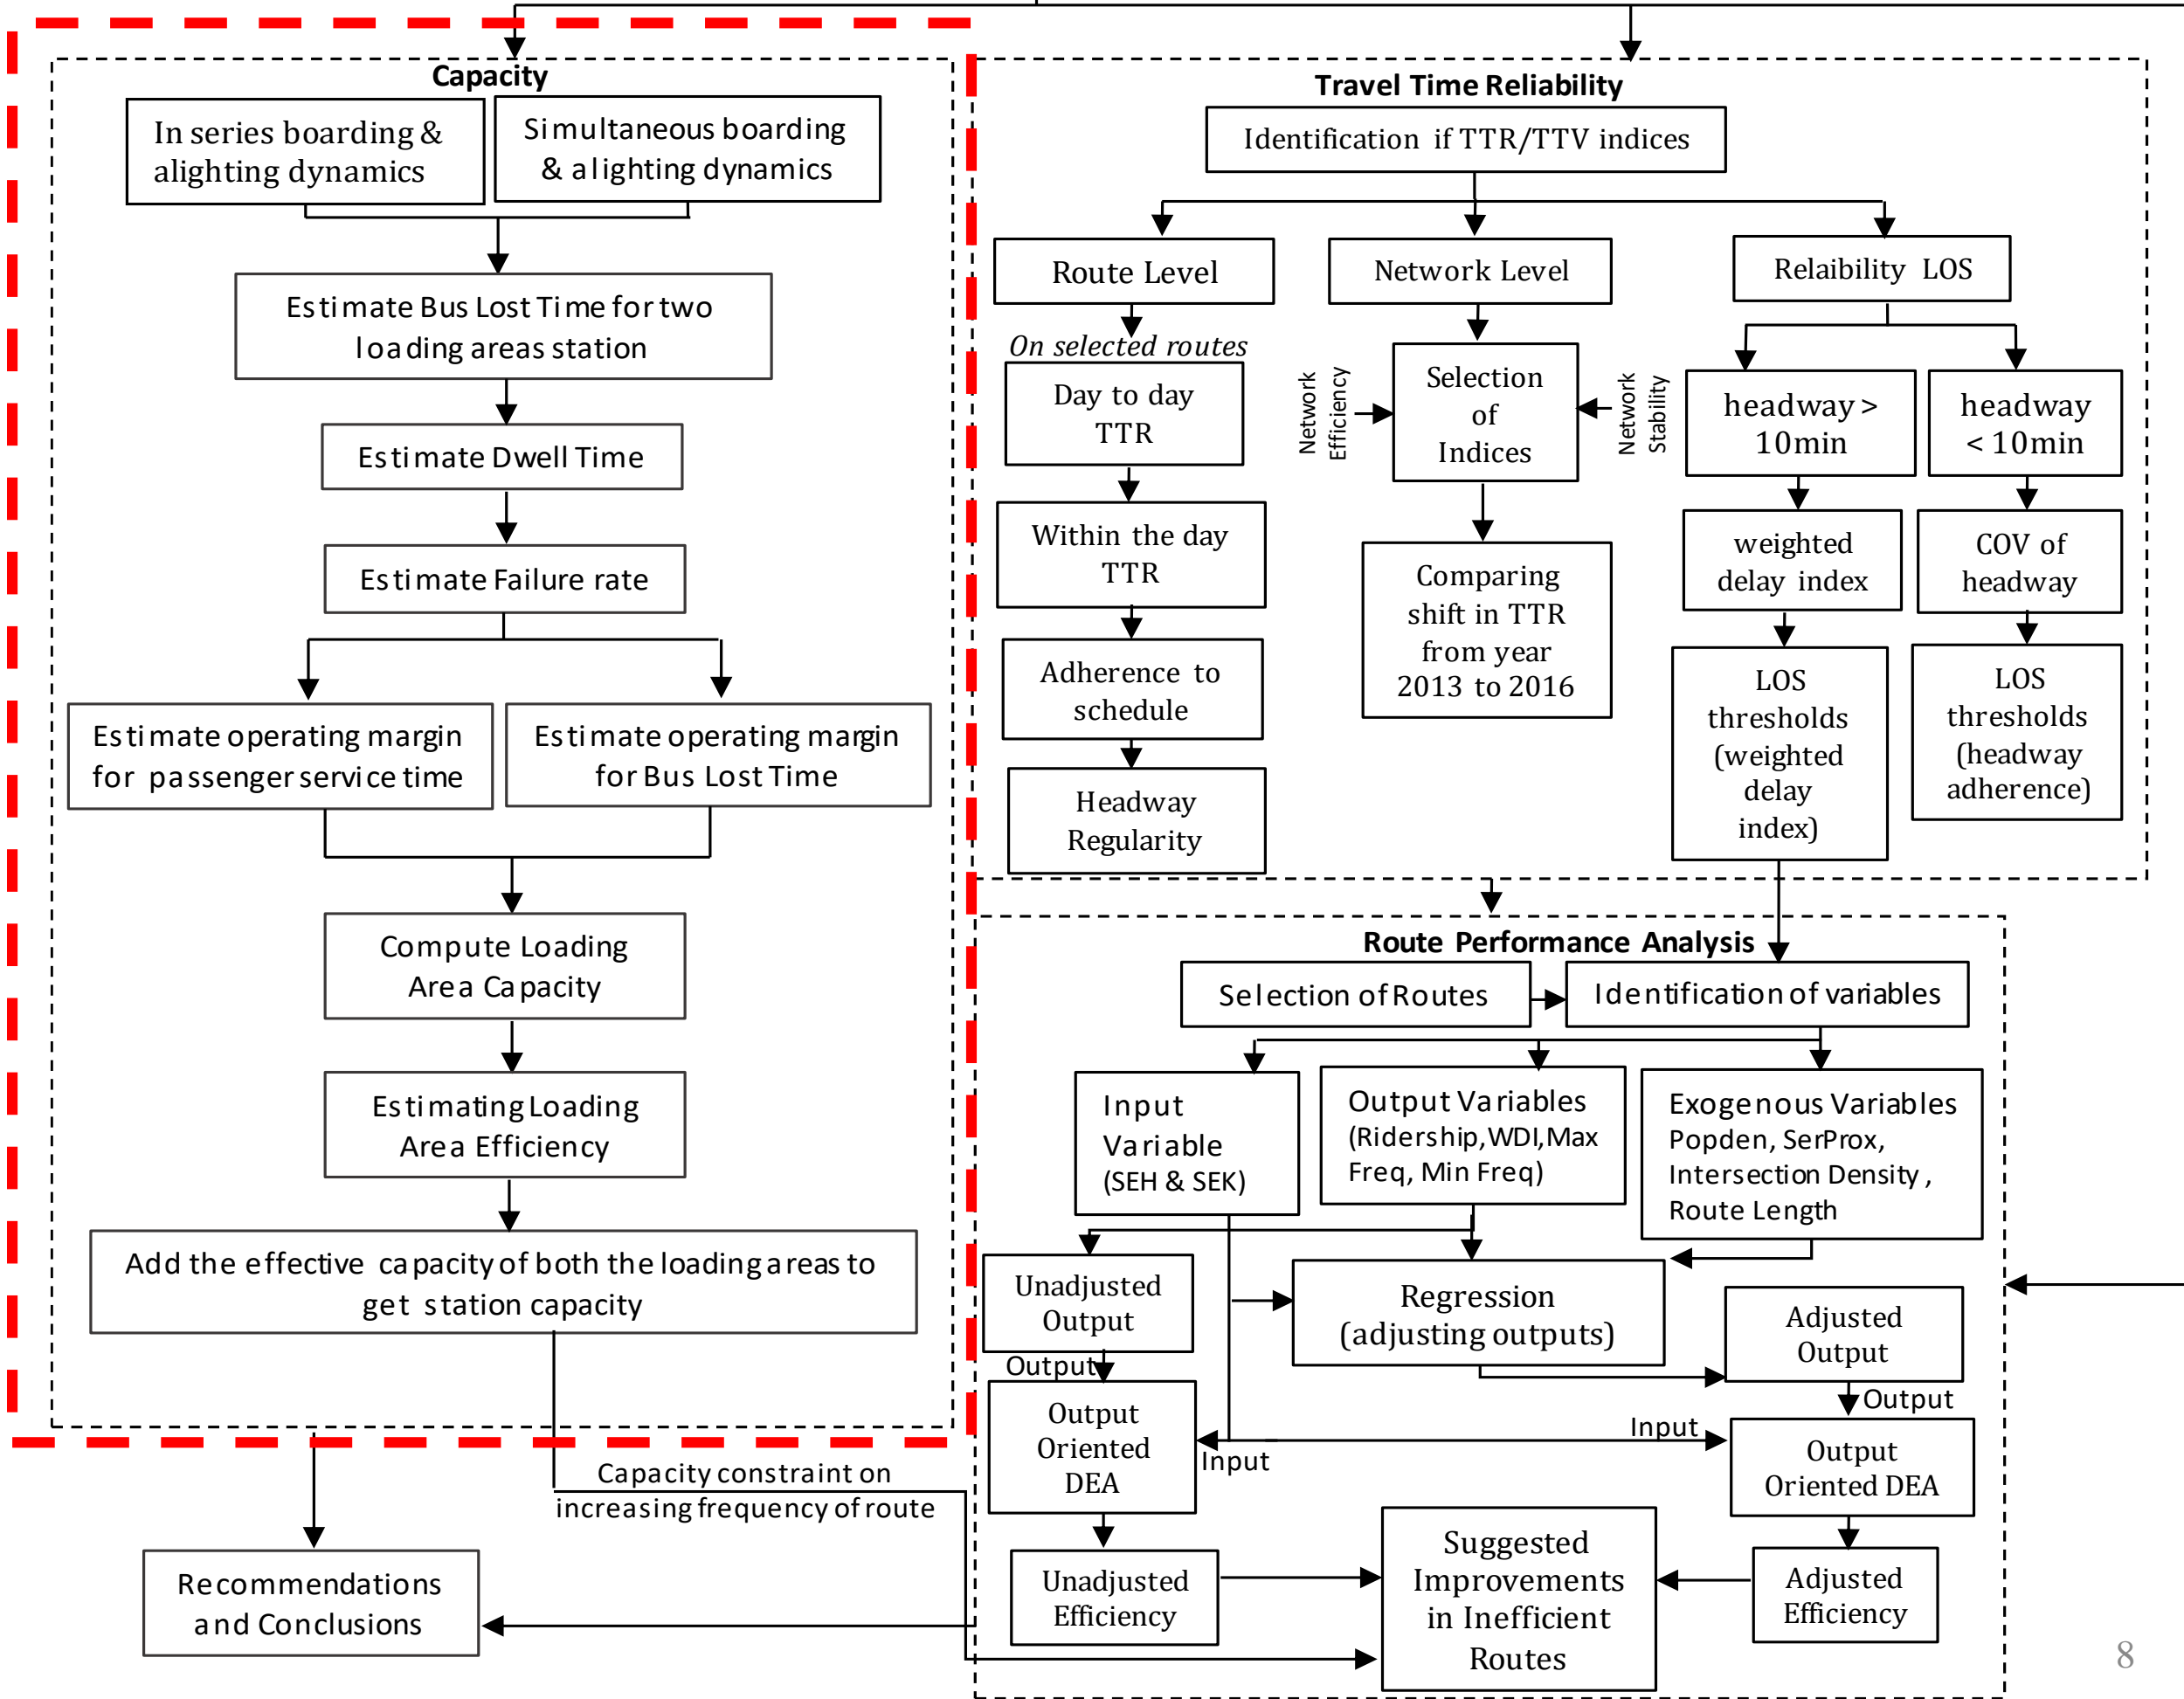 Capacity
In series boarding &
alighting dynamics
Simultaneous boarding
& alighting dynamics
Estimate Bus Lost Time for two
loading areas station
Estimate Dwell Time
Estimate Failure rate
Estimate operating margin
for passenger service time
Estimate operating margin
for Bus Lost Time
Compute Loading
Area Capacity
Estimating Loading
Area Efficiency
Add the effective capacity of both the loading areas to
get station capacity
Capacity constraint on
increasing frequency of route
Recommendations
and Conclusions
Travel Time Reliability
Identification if TTR/TTV indices
Route Level
On selected routes
Day to day
TTR
Within the day
TTR
Adherence to
schedule
Headway
Regularity
Network Level
Network
Efficiency
Selection
of
Indices
Network
Stability
Comparing
shift in TTR
from year
2013 to 2016
Relaibility LOS
headway >
10min
weighted
delay index
LOS
thresholds
(weighted
delay
index)
headway
< 10min
COV of
headway
LOS
thresholds
(headway
adherence)
Route Performance Analysis
Selection of Routes
Identification of variables
Input
Variable
(SEH & SEK)
Output Variables
(Ridership,WDI,Max
Freq, Min Freq)
Exogenous Variables
Popden, SerProx,
Intersection Density ,
Route Length
Unadjusted
Output
Regression
(adjusting outputs)
Adjusted
Output
Output
Output
Output
Oriented
DEA
Input
Input
Output
Oriented DEA
Unadjusted
Efficiency
Suggested
Improvements
in Inefficient
Routes
Adjusted
Efficiency
8